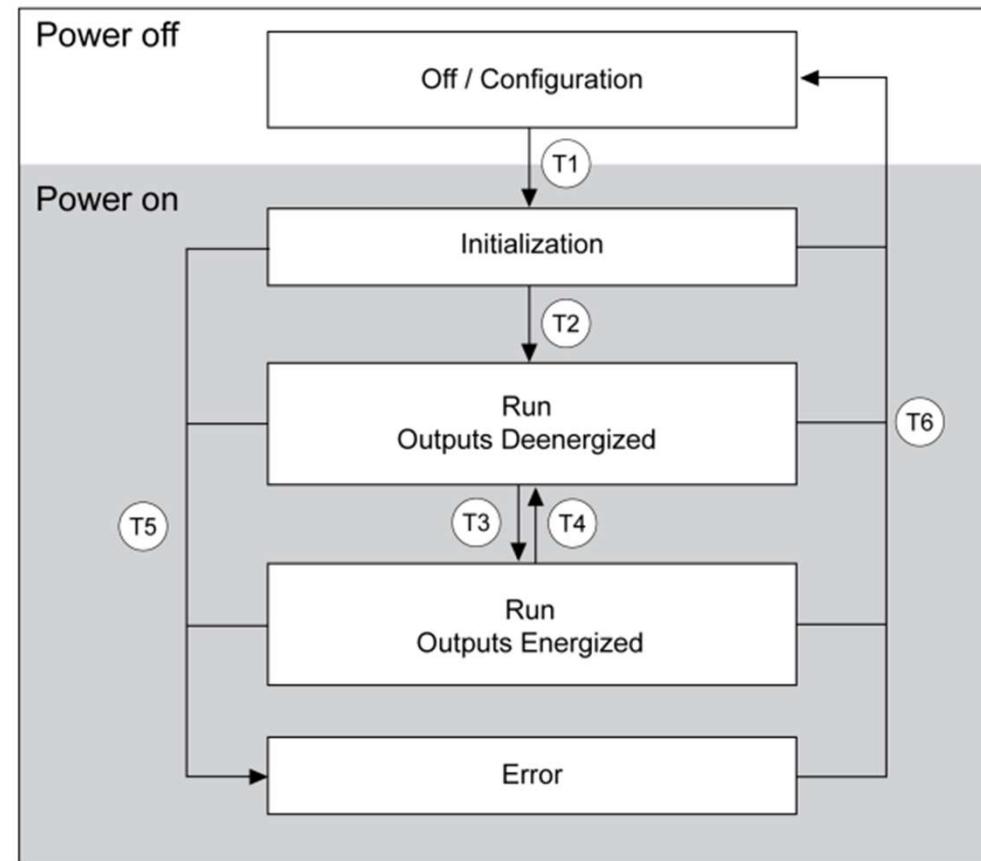 Power off
Off / Configuration
T1
Power on
Initialization
T2
Run
Outputs Deenergized
T6
T5
T3
T4
Run
Outputs Energized
Error